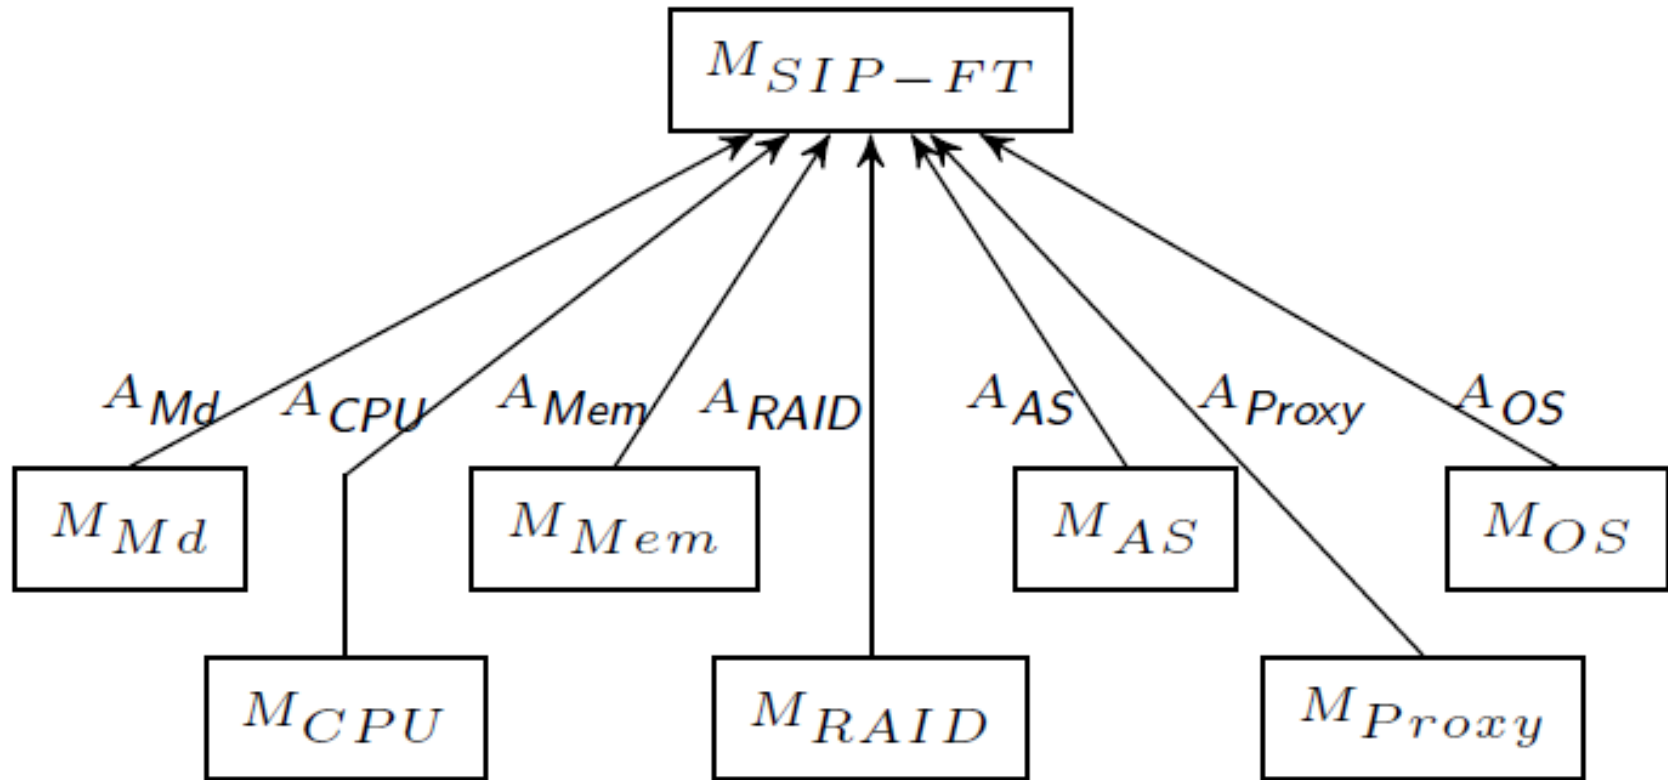 M_{SIP-FT}
A_{Md} A_{CPU} A_{Mem} A_{RAID} A_{AS} A_{Proxy} A_{OS}
M_{Md} M_{Mem} M_{AS} M_{OS}
M_{CPU} M_{RAID} M_{Proxy}